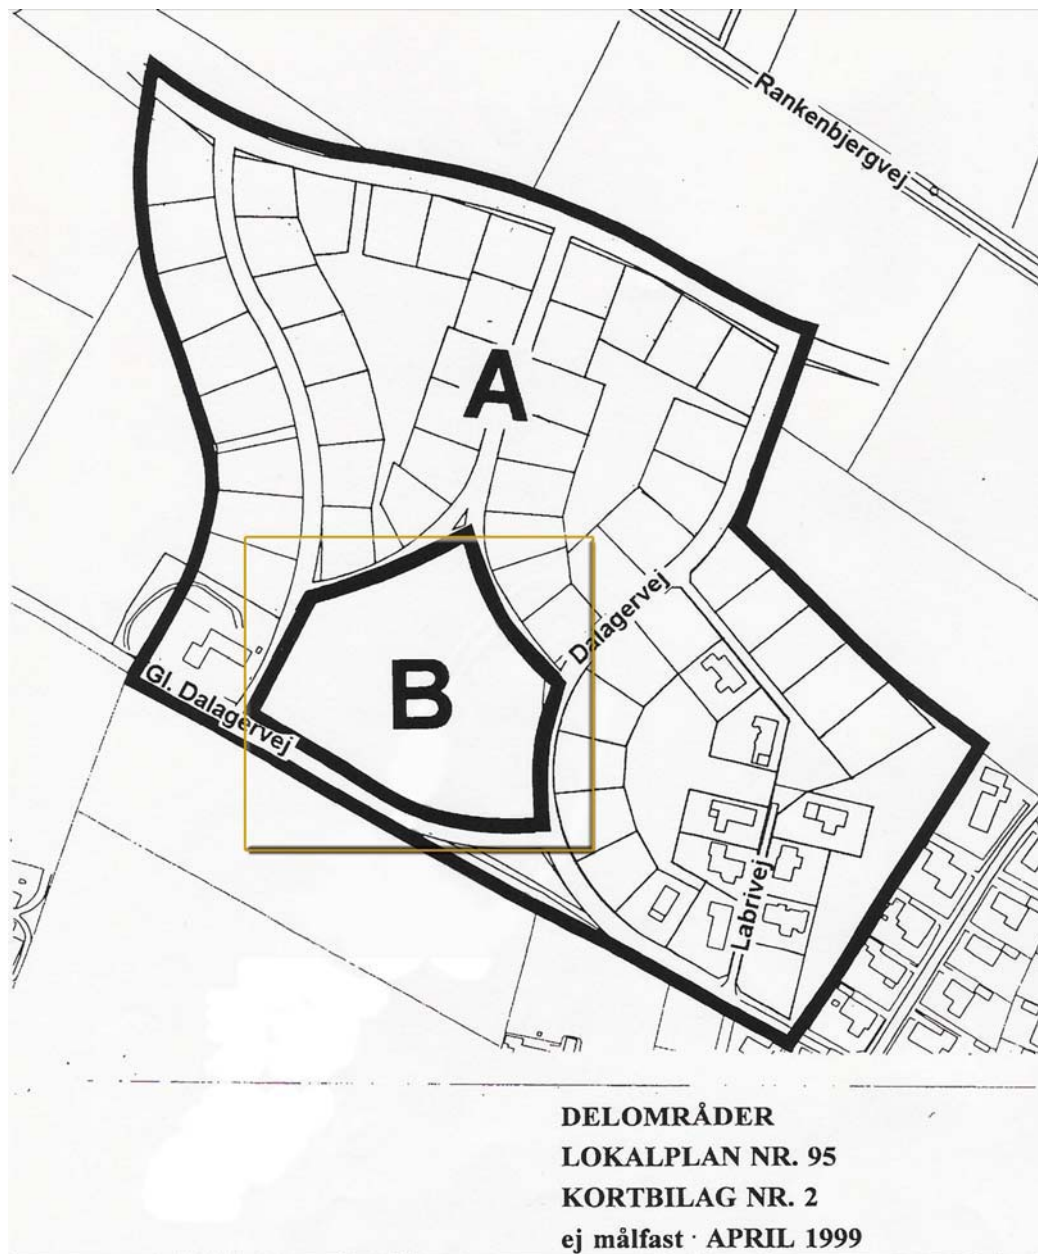 Rankenbjergvej
A
Dalagervej
B
Gl. Dalagervej
Labrivej
DELOMRÅDER
LOKALPLAN NR. 95
KORTBILAG NR. 2
ej målfast · APRIL 1999